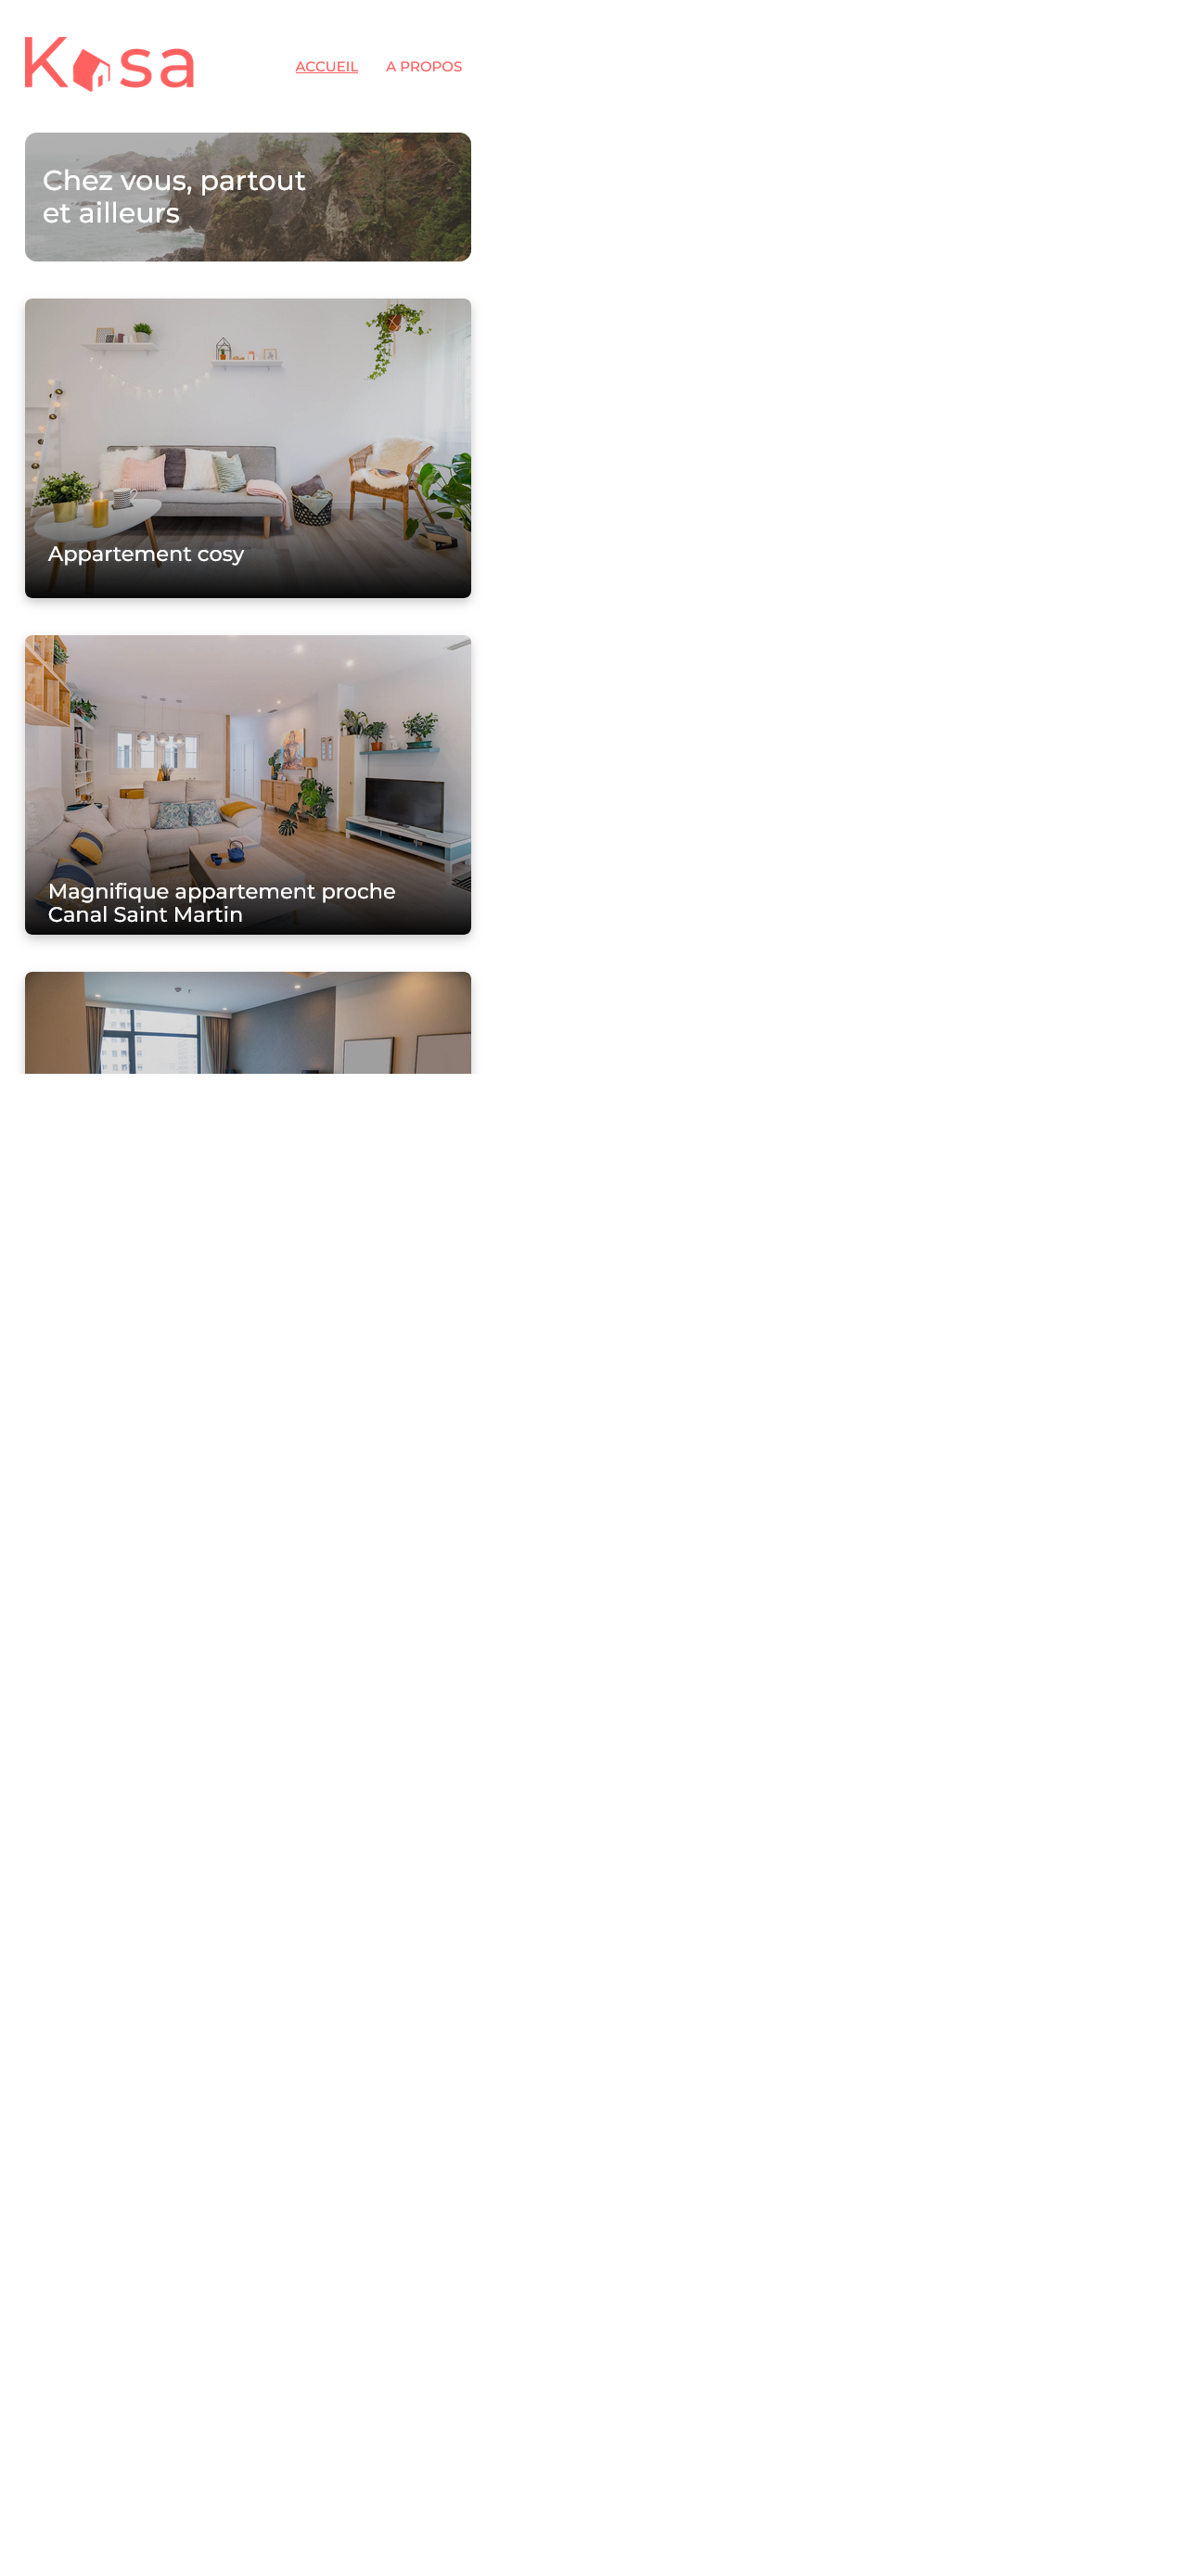 Kasa
ACCUEIL
A PROPOS
Chez vous, partout
et ailleurs
Appartement cosy
Magnifique appartement proche
Canal Saint Martin